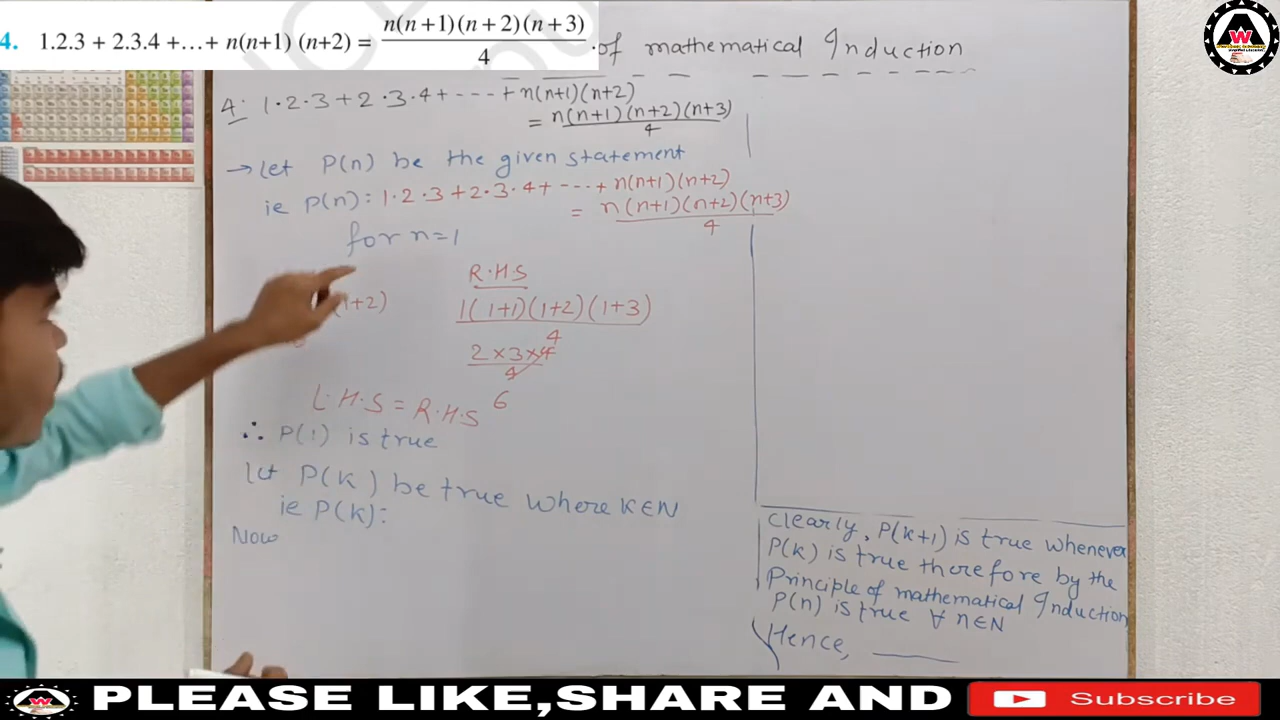 4. 1.2.3 + 2.3.4 +…+ n(n+1) (n+2) = n(n+1)(n+2)(n+3)
4
of mathematical Induction
4: 1·2·3+2·3·4+----+n(n+1)(n+2)
= n(n+1)(n+2)(n+3)
4
→ Let P(n) be the given statement
ie P(n): 1·2·3+2·3·4+----+n(n+1)(n+2)
= n(n+1)(n+2)(n+3)
4
for n=1
R.H.S
(1+2)
1(1+1)(1+2)(1+3)
4
2×3×4
4
6
L.H.S = R.H.S
∴ P(1) is true
let P(k) be true where K∈N
ie P(k):
Now
Clearly, P(k+1) is true whenever
P(k) is true therefore by the
Principle of mathematical Induction
P(n) is true ∀ n∈N
Hence, ____
W
W
PLEASE LIKE,SHARE AND
Subscribe